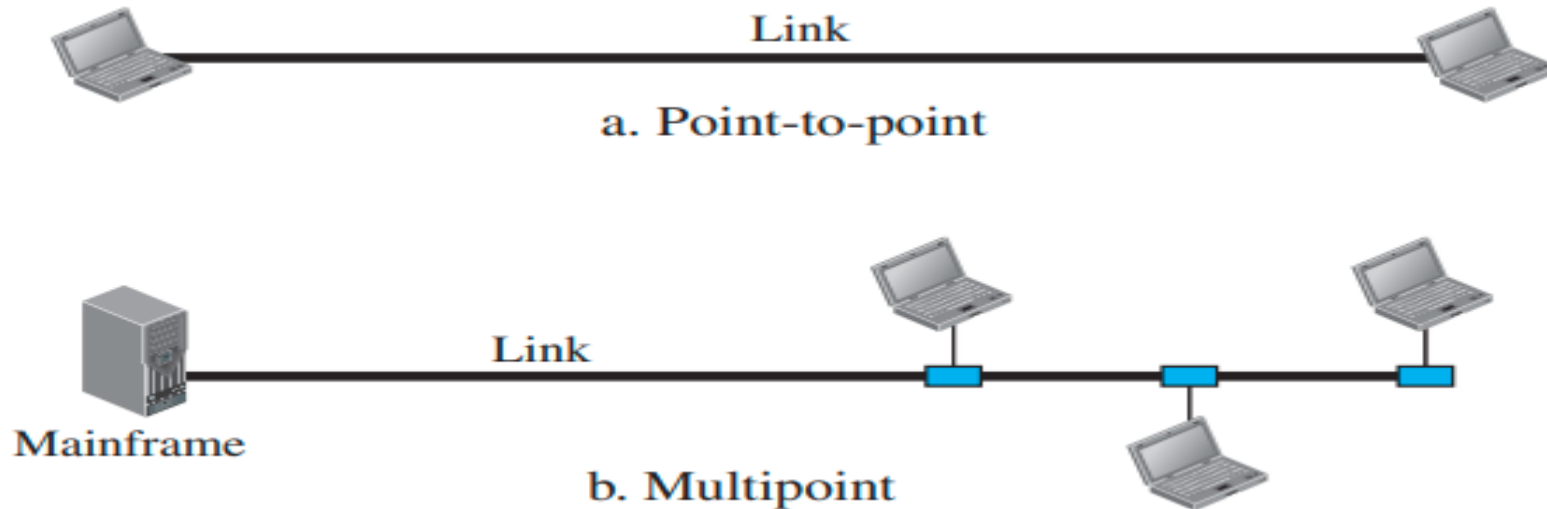 Link
a. Point-to-point
Link
Mainframe
b. Multipoint